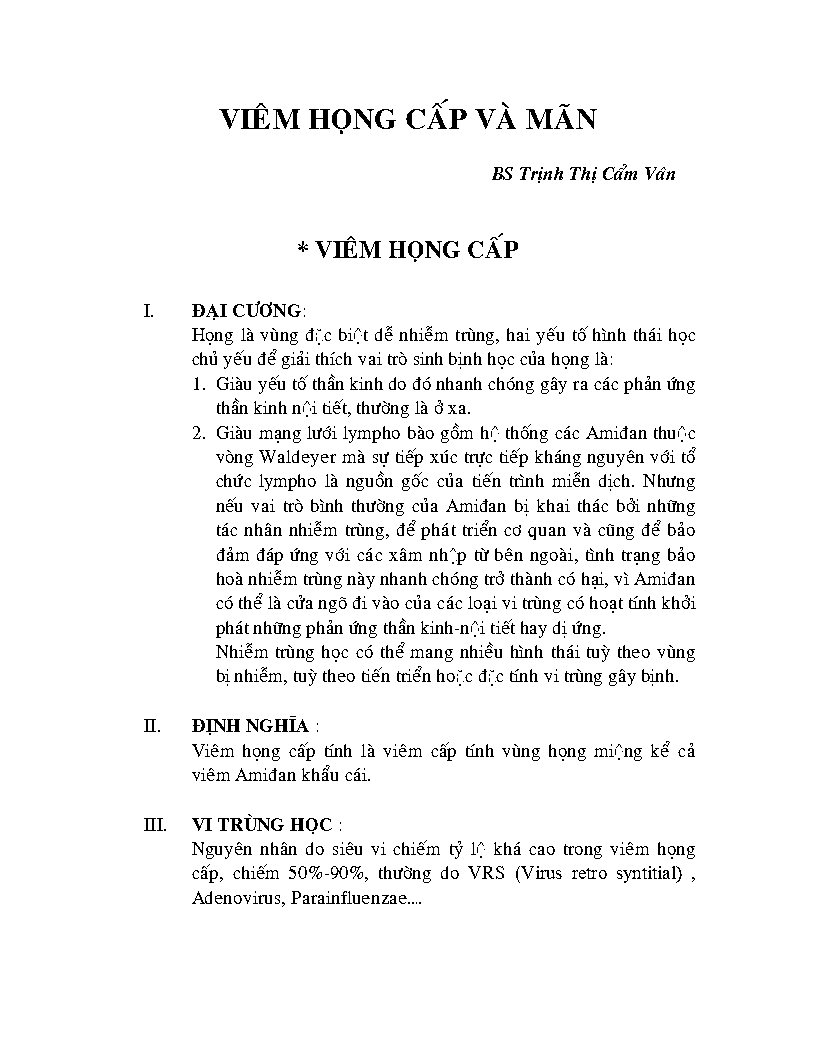 VIÊM HỌNG CẤP VÀ MÃN
BS Trịnh Thị Cẩm Vân
* VIÊM HỌNG CẤP
I. ĐẠI CƯƠNG:
Họng là vùng đặc biệt dễ nhiễm trùng, hai yếu tố hình thái học
chủ yếu để giải thích vai trò sinh bịnh học của họng là:
1. Giàu yếu tố thần kinh do đó nhanh chóng gây ra các phản ứng
thần kinh nội tiết, thường là ở xa.
2. Giàu mạng lưới lympho bào gồm hệ thống các Amiđan thuộc
vòng Waldeyer mà sự tiếp xúc trực tiếp kháng nguyên với tổ
chức lympho là nguồn gốc của tiến trình miễn dịch. Nhưng
nếu vai trò bình thường của Amiđan bị khai thác bởi những
tác nhân nhiễm trùng, để phát triển cơ quan và cũng để bảo
đảm đáp ứng với các xâm nhập từ bên ngoài, tình trạng bảo
hoà nhiễm trùng này nhanh chóng trở thành có hại, vì Amiđan
có thể là cửa ngõ đi vào của các loại vi trùng có hoạt tính khởi
phát những phản ứng thần kinh-nội tiết hay dị ứng.
Nhiễm trùng học có thể mang nhiều hình thái tuỳ theo vùng
bị nhiễm, tuỳ theo tiến triển hoặc đặc tính vi trùng gây bịnh.
II. ĐỊNH NGHĨA :
Viêm họng cấp tính là viêm cấp tính vùng họng miệng kể cả
viêm Amiđan khẩu cái.
III. VI TRÙNG HỌC :
Nguyên nhân do siêu vi chiếm tỷ lệ khá cao trong viêm họng
cấp, chiếm 50%-90%, thường do VRS (Virus retro syntitial) ,
Adenovirus, Parainfluenzae....